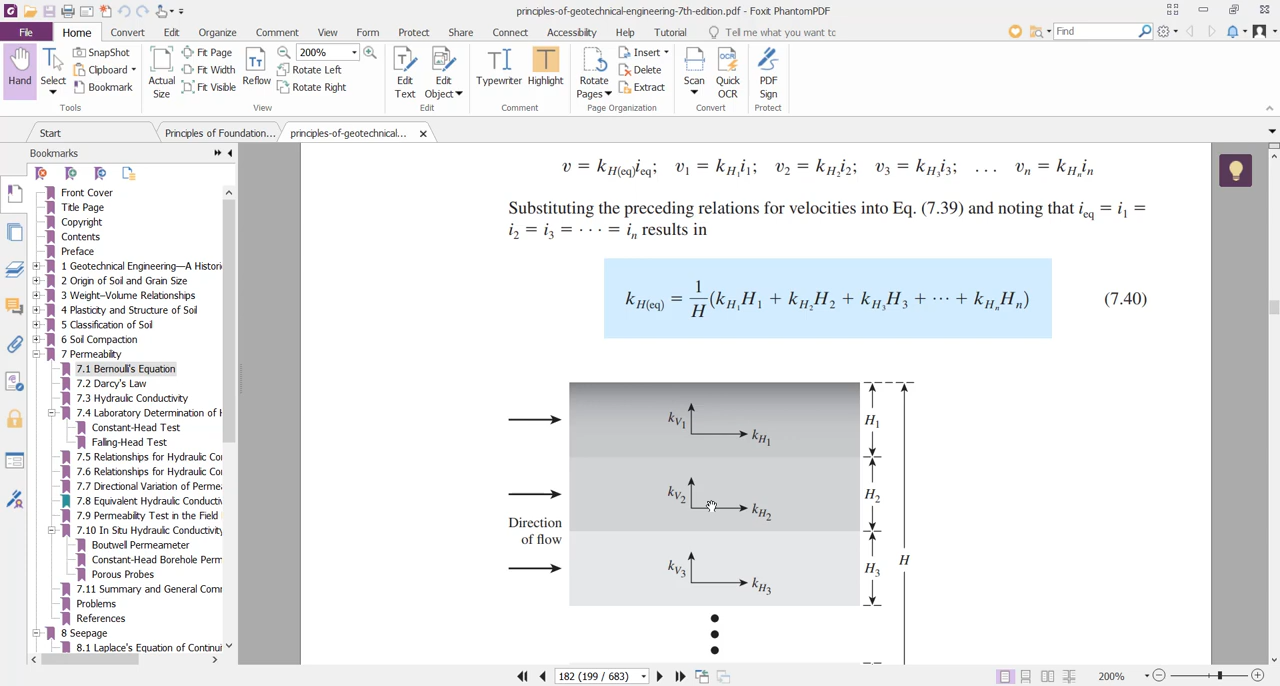 principles-of-geotechnical-engineering-7th-edition.pdf - Foxit PhantomPDF
File Home Convert Edit Organize Comment View Form Protect Share Connect Accessibility Help Tutorial Tell me what you want to Find
Hand Select SnapShot Clipboard Bookmark Actual Size Fit Page Fit Width Fit Visible Reflow 200% Rotate Left Rotate Right Edit Text Edit Object Typewriter Highlight Rotate Pages Insert Delete Extract Scan Quick OCR PDF Sign
Tools View Edit Comment Page Organization Convert Protect
Start Principles of Foundation... principles-of-geotechnical...
Bookmarks
Front Cover
Title Page
Copyright
Contents
Preface
1 Geotechnical Engineering—A Histori
2 Origin of Soil and Grain Size
3 Weight–Volume Relationships
4 Plasticity and Structure of Soil
5 Classification of Soil
6 Soil Compaction
7 Permeability
7.1 Bernoulli's Equation
7.2 Darcy's Law
7.3 Hydraulic Conductivity
7.4 Laboratory Determination of H
Constant-Head Test
Falling-Head Test
7.5 Relationships for Hydraulic Co
7.6 Relationships for Hydraulic Co
7.7 Directional Variation of Permea
7.8 Equivalent Hydraulic Conductiv
7.9 Permeability Test in the Field
7.10 In Situ Hydraulic Conductivity
Boutwell Permeameter
Constant-Head Borehole Perm
Porous Probes
7.11 Summary and General Comm
Problems
References
8 Seepage
8.1 Laplace's Equation of Continui
v = k_H(eq) i_eq; v_1 = k_H1 i_1; v_2 = k_H2 i_2; v_3 = k_H3 i_3; . . . v_n = k_Hn i_n
Substituting the preceding relations for velocities into Eq. (7.39) and noting that i_eq = i_1 =
i_2 = i_3 = · · · = i_n results in
k_H(eq) = 1/H (k_H1 H_1 + k_H2 H_2 + k_H3 H_3 + ··· + k_Hn H_n) (7.40)
k_V1 k_H1 H_1
k_V2 k_H2 H_2
Direction
of flow
k_V3 k_H3 H_3
H
182 (199 / 683) 200%